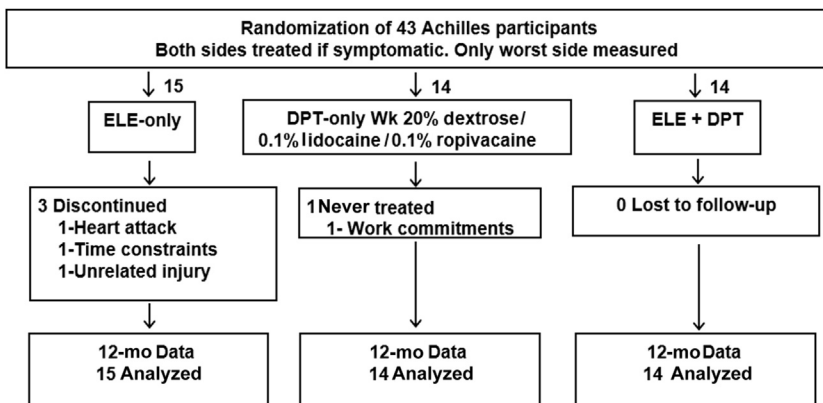 Randomization of 43 Achilles participants
Both sides treated if symptomatic. Only worst side measured
15
14
14
ELE-only
DPT-only Wk 20% dextrose/
0.1% lidocaine/0.1% ropivacaine
ELE + DPT
3 Discontinued
1-Heart attack
1-Time constraints
1-Unrelated injury
1Never treated
1- Work commitments
0 Lost to follow-up
12-mo Data
15 Analyzed
12-mo Data
14 Analyzed
12-mo Data
14 Analyzed